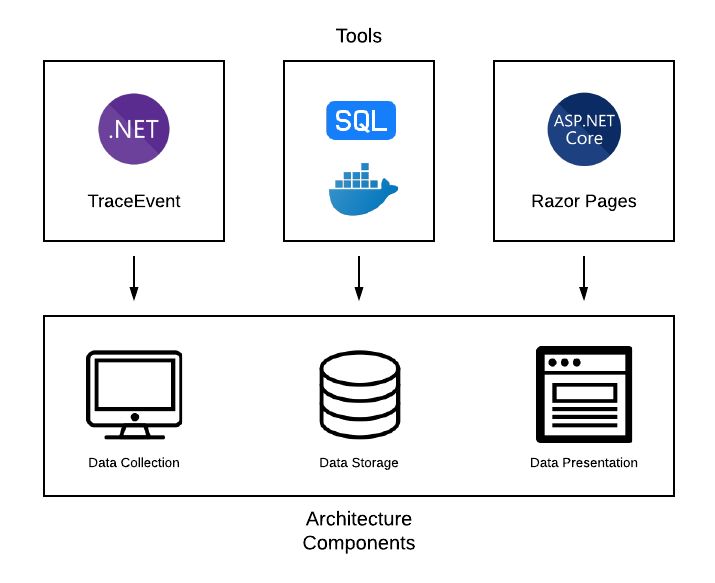 Tools
.NET
TraceEvent
SQL
ASP.NET
Core
Razor Pages
Data Collection
Data Storage
Data Presentation
Architecture
Components